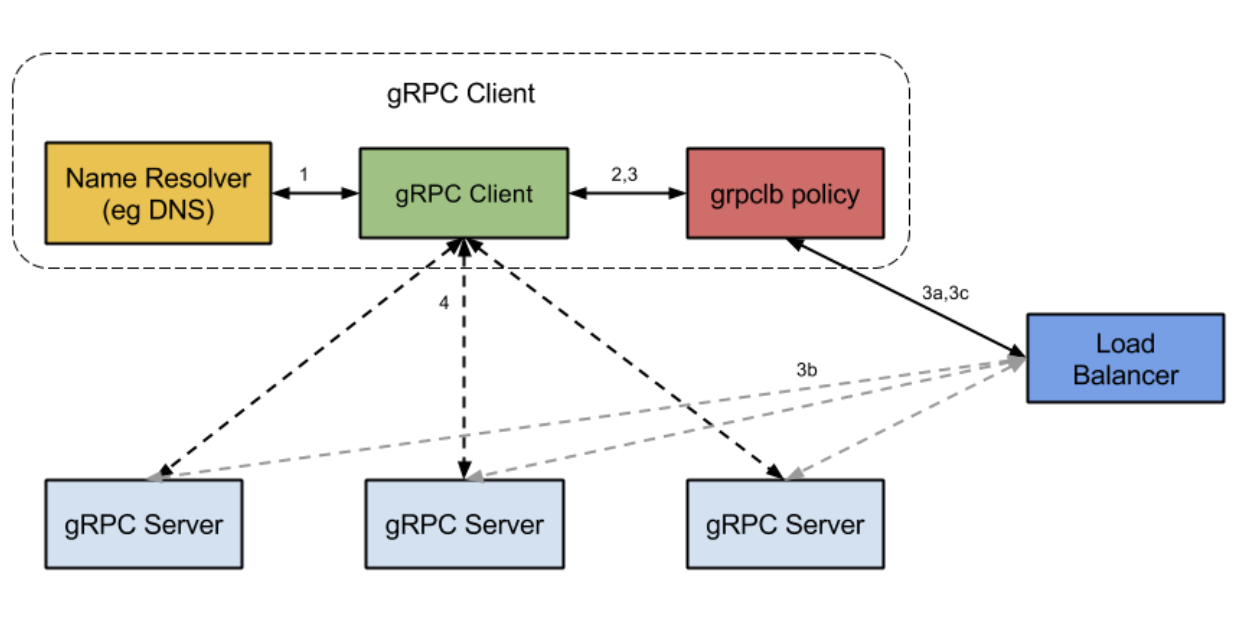 gRPC Client
Name Resolver
(eg DNS)
1
gRPC Client
2,3
grpclb policy
4
3a,3c
3b
Load
Balancer
gRPC Server
gRPC Server
gRPC Server